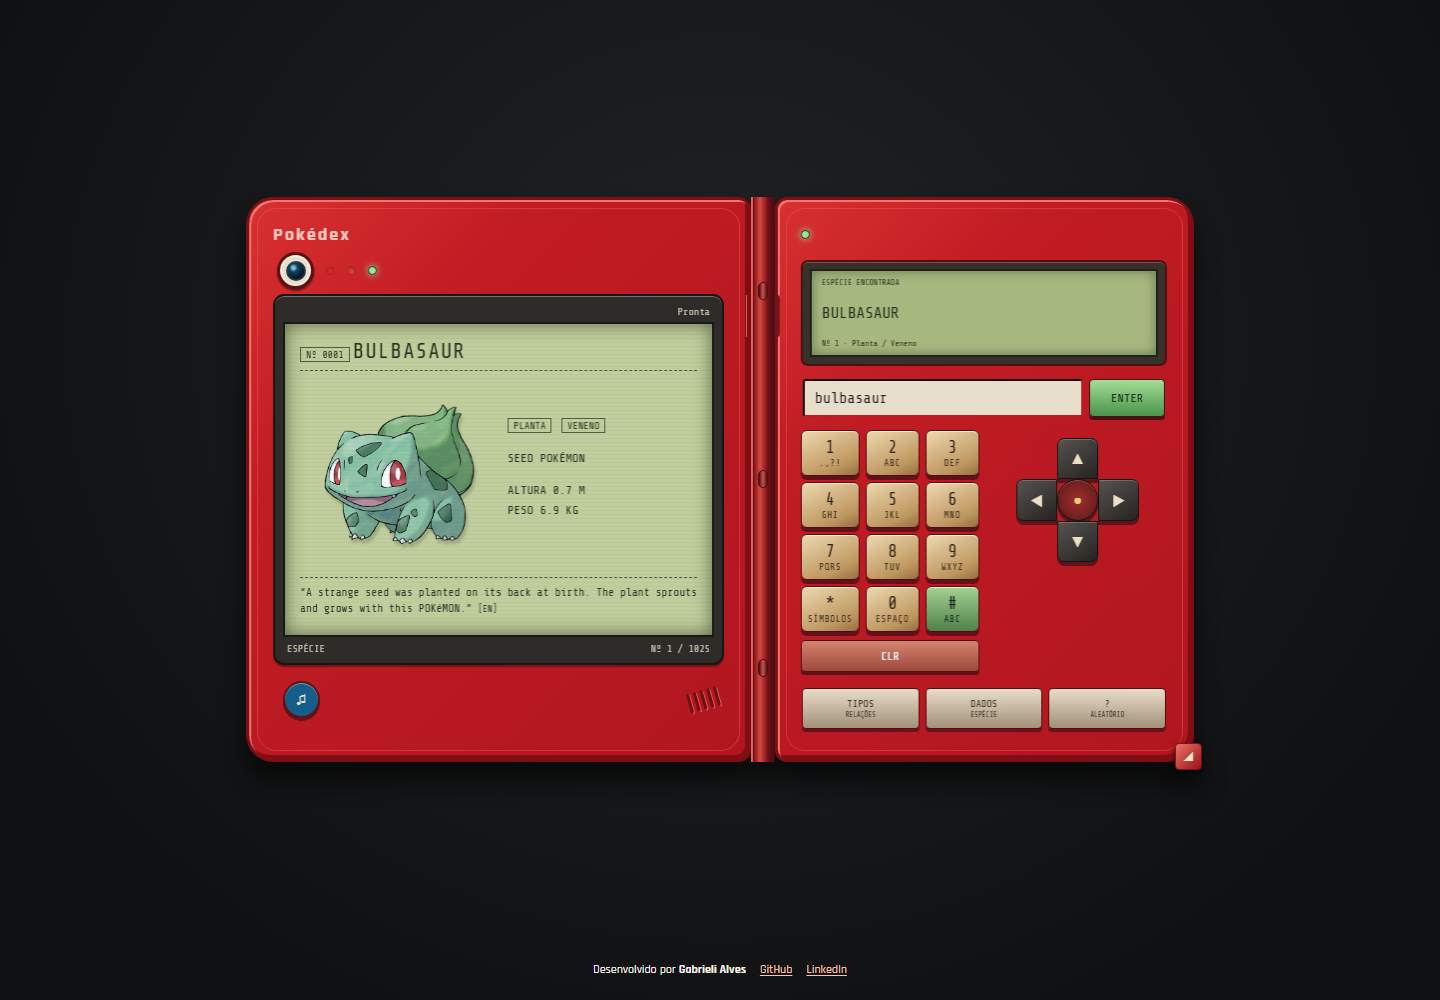 Pokédex
Pronta
Nº 0001 BULBASAUR
PLANTA VENENO
SEED POKÉMON
ALTURA 0.7 M
PESO 6.9 KG
“A strange seed was planted on its back at birth. The plant sprouts
and grows with this POKéMON.” [EN]
ESPÉCIE Nº 1 / 1025
ESPÉCIE ENCONTRADA
BULBASAUR
Nº 1 · Planta / Veneno
bulbasaur ENTER
1 2 3
.,?! ABC DEF
4 5 6
GHI JKL MNO
7 8 9
PQRS TUV WXYZ
* 0 #
SÍMBOLOS ESPAÇO ABC
CLR
TIPOS DADOS ?
RELAÇÕES ESPÉCIE ALEATÓRIO
Desenvolvido por Gabrieli Alves GitHub LinkedIn